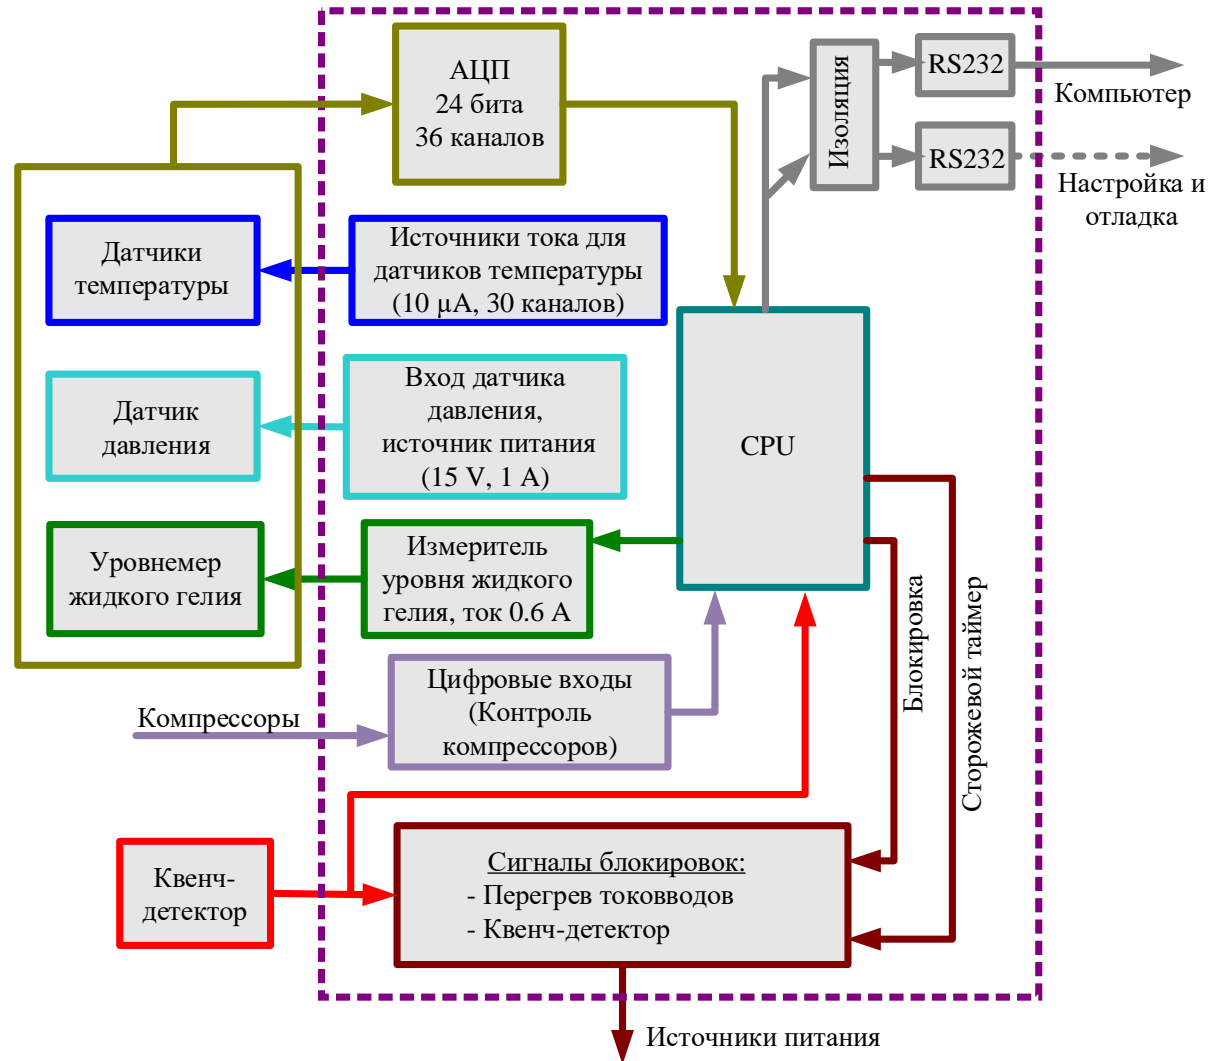 АЦП
24 бита
36 каналов
Изоляция
RS232
Компьютер
RS232
Настройка и
отладка
Датчики
температуры
Источники тока для
датчиков температуры
(10 µA, 30 каналов)
Датчик
давления
Вход датчика
давления,
источник питания
(15 V, 1 A)
CPU
Уровнемер
жидкого гелия
Измеритель
уровня жидкого
гелия, ток 0.6 А
Блокировка
Сторожевой таймер
Компрессоры
Цифровые входы
(Контроль
компрессоров)
Квенч-
детектор
Сигналы блокировок:
- Перегрев токовводов
- Квенч-детектор
Источники питания